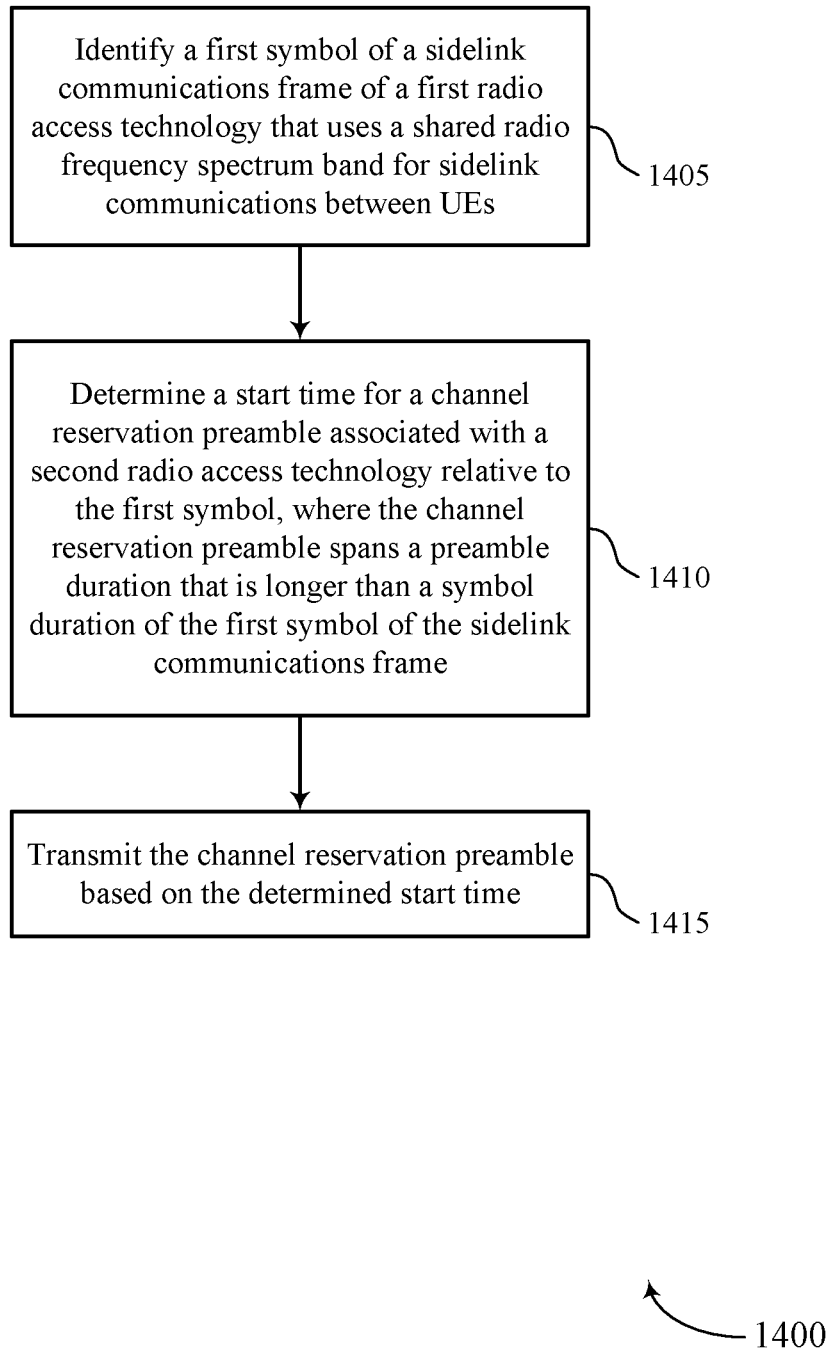 Identify a first symbol of a sidelink
communications frame of a first radio
access technology that uses a shared radio
frequency spectrum band for sidelink
communications between UEs
1405
Determine a start time for a channel
reservation preamble associated with a
second radio access technology relative to
the first symbol, where the channel
reservation preamble spans a preamble
duration that is longer than a symbol
duration of the first symbol of the sidelink
communications frame
1410
Transmit the channel reservation preamble
based on the determined start time
1415
1400